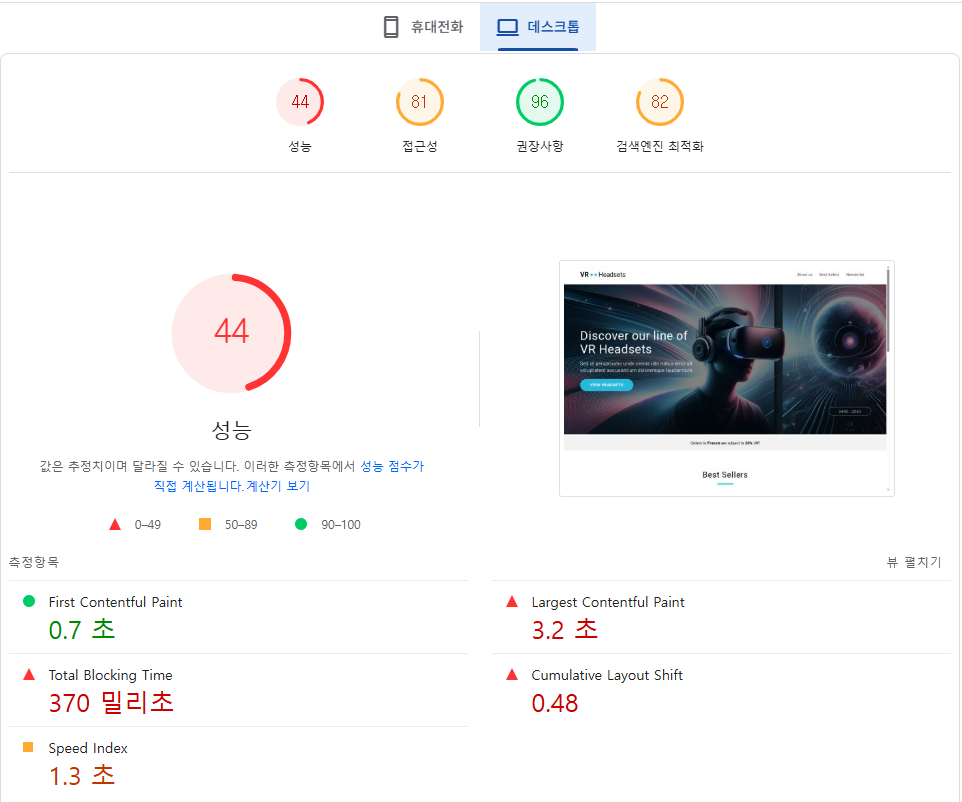 휴대전화
데스크톱
44
81
96
82
성능
접근성
권장사항
검색엔진 최적화
44
성능
값은 추정치이며 달라질 수 있습니다. 이러한 측정항목에서 성능 점수가
직접 계산됩니다.계산기 보기
0–49
50–89
90–100
VR Headsets
About us
Best Sellers
Newsletter
Discover our line of
VR Headsets
Sed ut perspiciatis unde omnis iste natus error sit
voluptatem accusantium doloremque laudantium
VIEW HEADSETS
Orders to France are subject to 20% VAT
Best Sellers
측정항목
뷰 펼치기
First Contentful Paint
0.7 초
Largest Contentful Paint
3.2 초
Total Blocking Time
370 밀리초
Cumulative Layout Shift
0.48
Speed Index
1.3 초